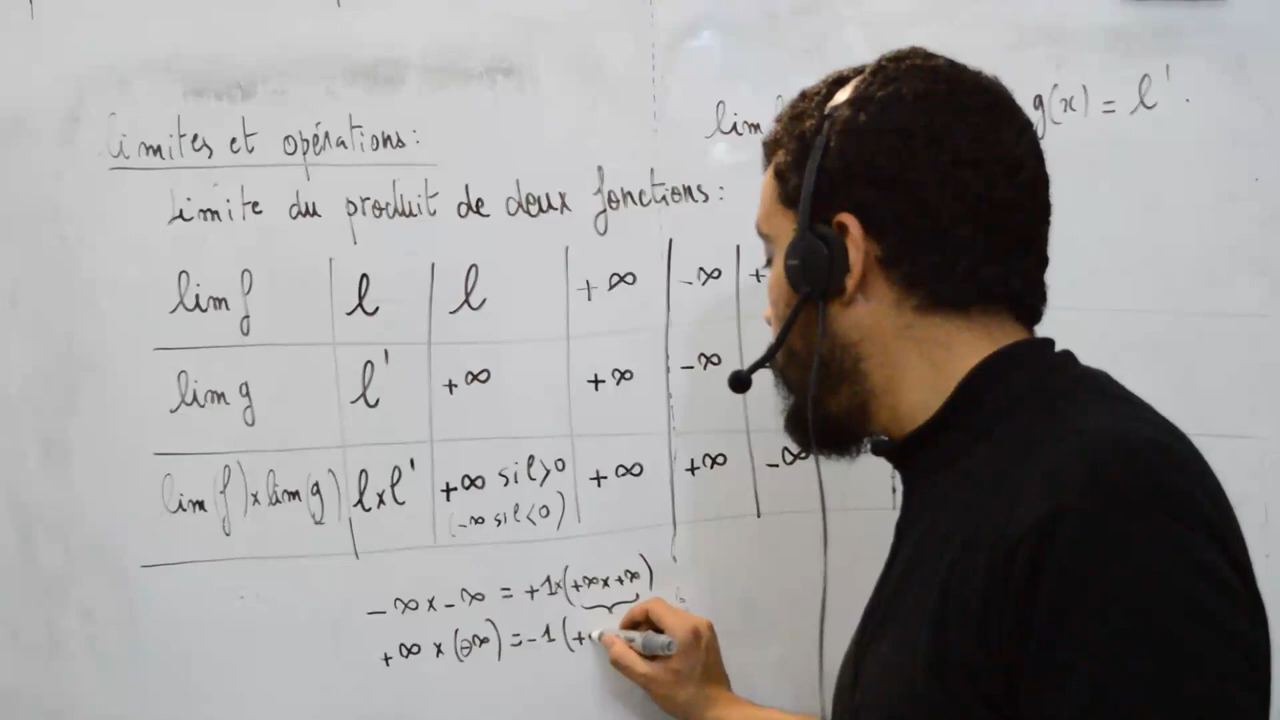 limites et opérations:
lim g(x) = l'.
Limite du produit de deux fonctions:
lim f | l | l | +∞ | -∞ | +
lim g | l' | +∞ | +∞ | -∞
lim(f)×lim(g) | l×l' | +∞ si l>0 | +∞ | +∞ | -∞
(-∞ si l<0)
-∞×-∞ = +1×(+∞×+∞)
+∞×(-∞) = -1(+